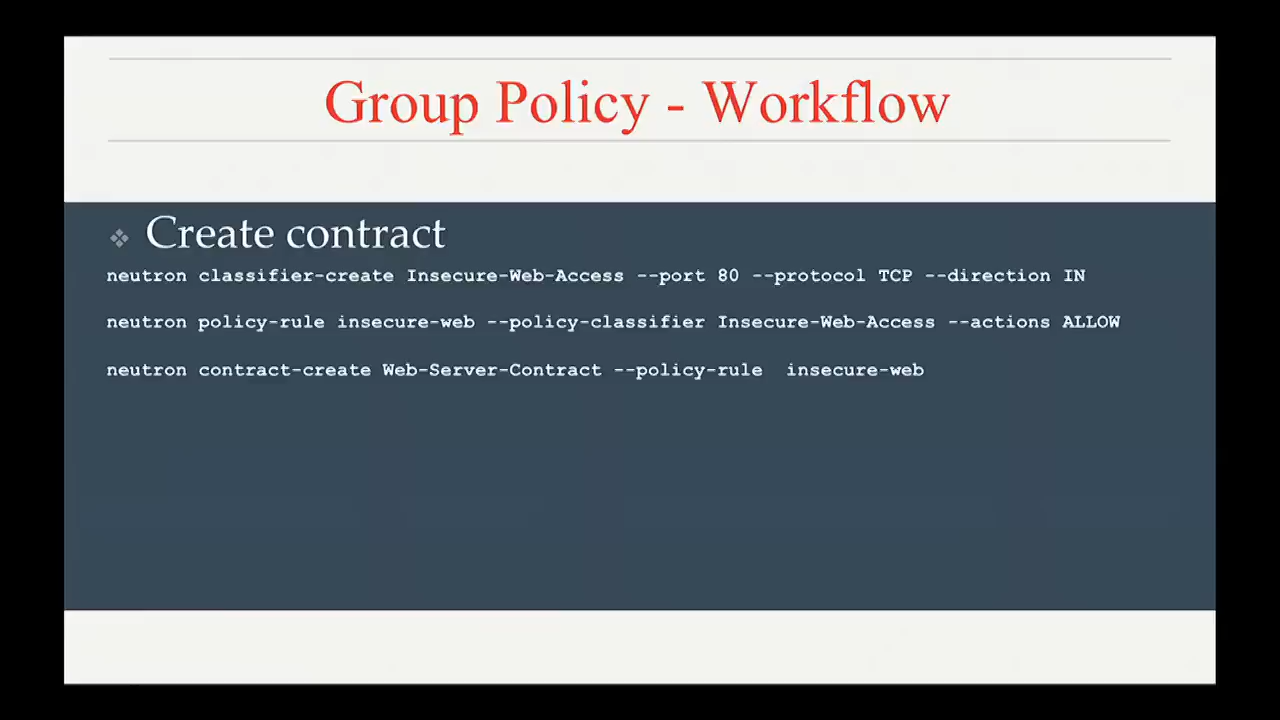 Group Policy - Workflow
Create contract
neutron classifier-create Insecure-Web-Access --port 80 --protocol TCP --direction IN
neutron policy-rule insecure-web --policy-classifier Insecure-Web-Access --actions ALLOW
neutron contract-create Web-Server-Contract --policy-rule  insecure-web